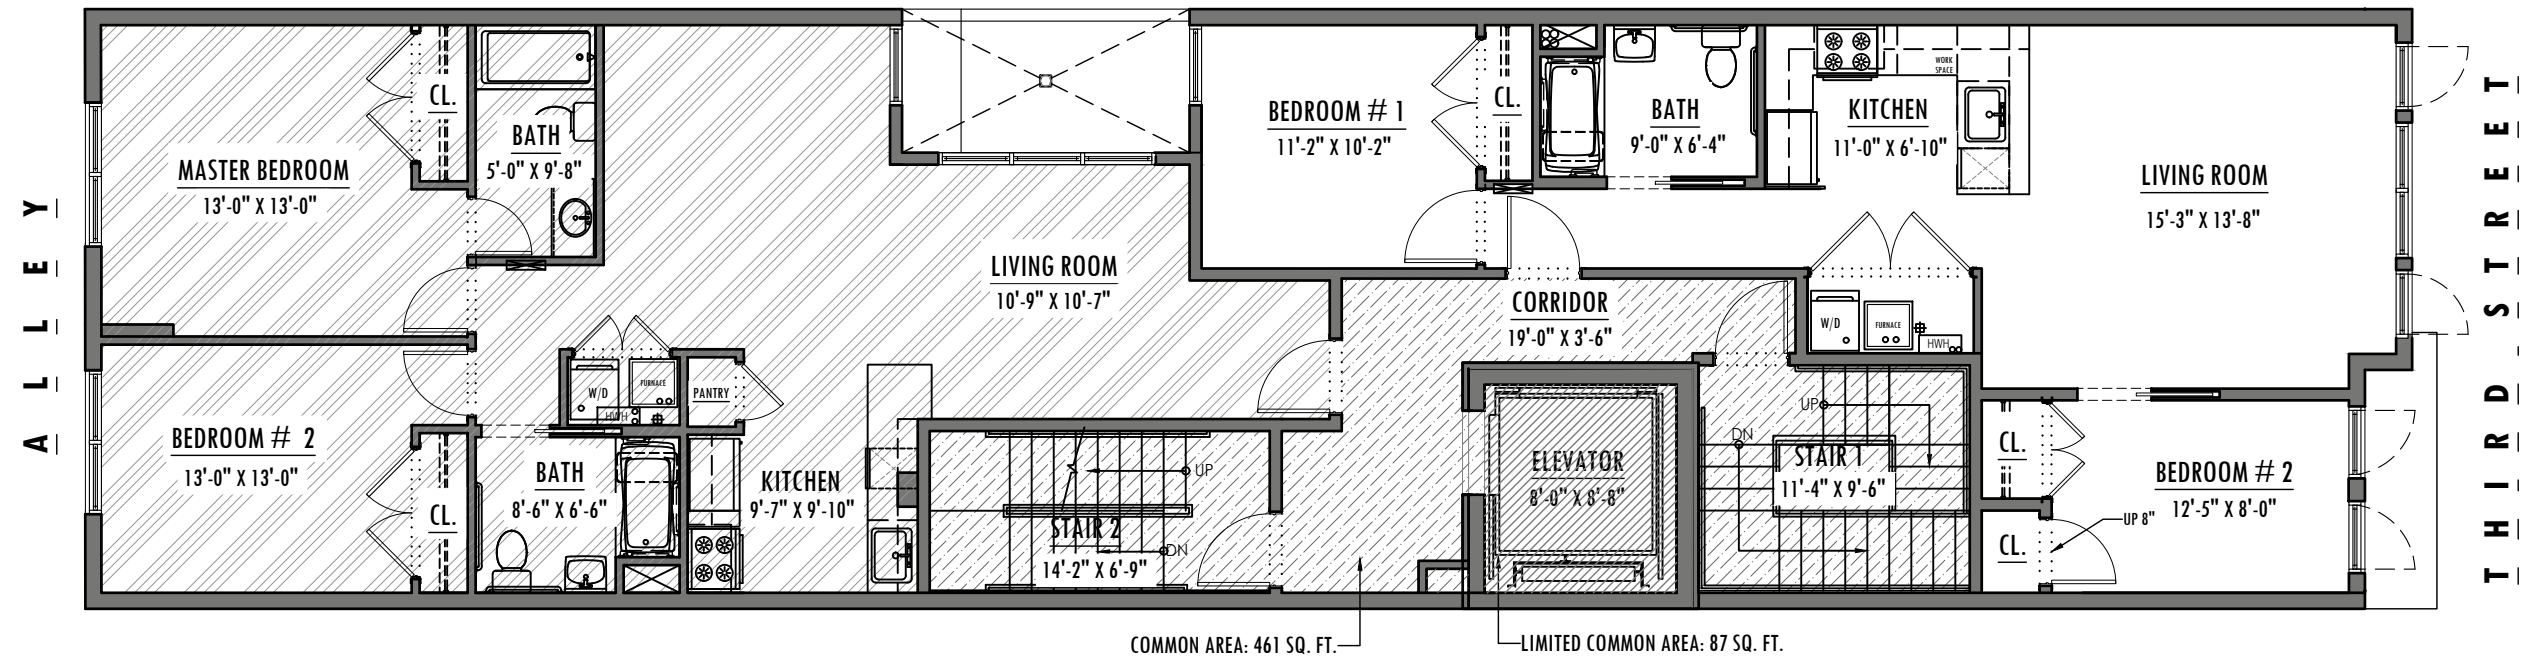 ALLEY
MASTER BEDROOM
13'-0" X 13'-0"
CL.
BATH
5'-0" X 9'-8"
BEDROOM # 2
13'-0" X 13'-0"
CL.
BATH
8'-6" X 6'-6"
W/D
FURNACE
HWH
PANTRY
KITCHEN
9'-7" X 9'-10"
LIVING ROOM
10'-9" X 10'-7"
UP
STAIR 2
DN
14'-2" X 6'-9"
BEDROOM # 1
11'-2" X 10'-2"
CL.
BATH
9'-0" X 6'-4"
WORK
SPACE
KITCHEN
11'-0" X 6'-10"
LIVING ROOM
15'-3" X 13'-8"
CORRIDOR
19'-0" X 3'-6"
W/D
FURNACE
HWH
ELEVATOR
8'-0" X 8'-8"
UP
DN
STAIR 1
11'-4" X 9'-6"
CL.
CL.
UP 8"
BEDROOM # 2
12'-5" X 8'-0"
THIRD STREET
COMMON AREA: 461 SQ. FT.
LIMITED COMMON AREA: 87 SQ. FT.